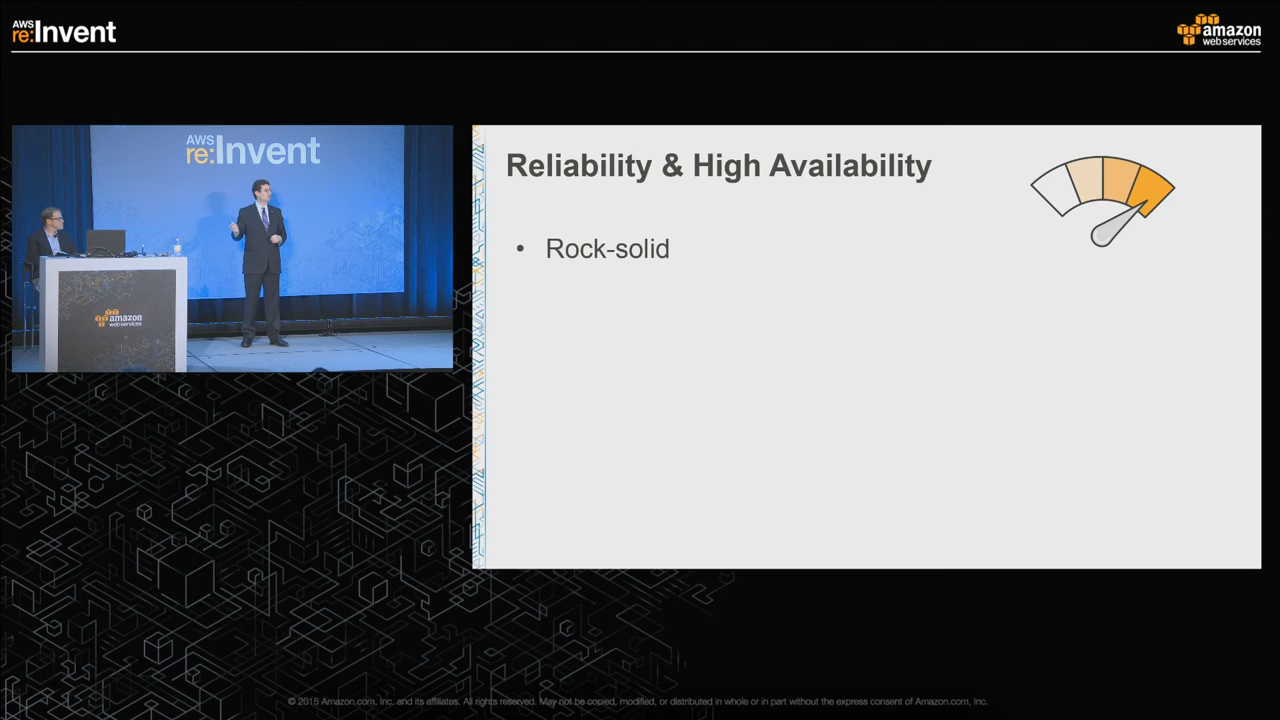 AWS
re:Invent
amazon
web services
AWS
re:Invent
amazon
web services
Reliability & High Availability
• Rock-solid
© 2015 Amazon.com, Inc. and its affiliates. All rights reserved. May not be copied, modified, or distributed in whole or in part without the express consent of Amazon.com, Inc.